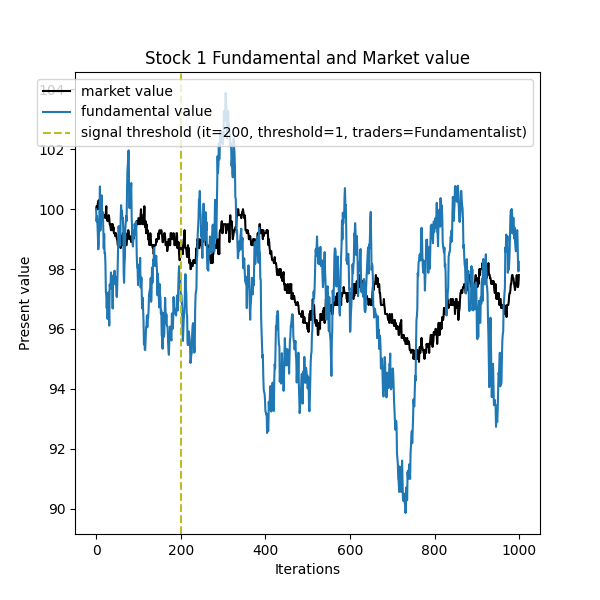 Stock 1 Fundamental and Market value
market value
fundamental value
signal threshold (it=200, threshold=1, traders=Fundamentalist)
104
102
100
98
96
94
92
90
Present value
0 200 400 600 800 1000
Iterations